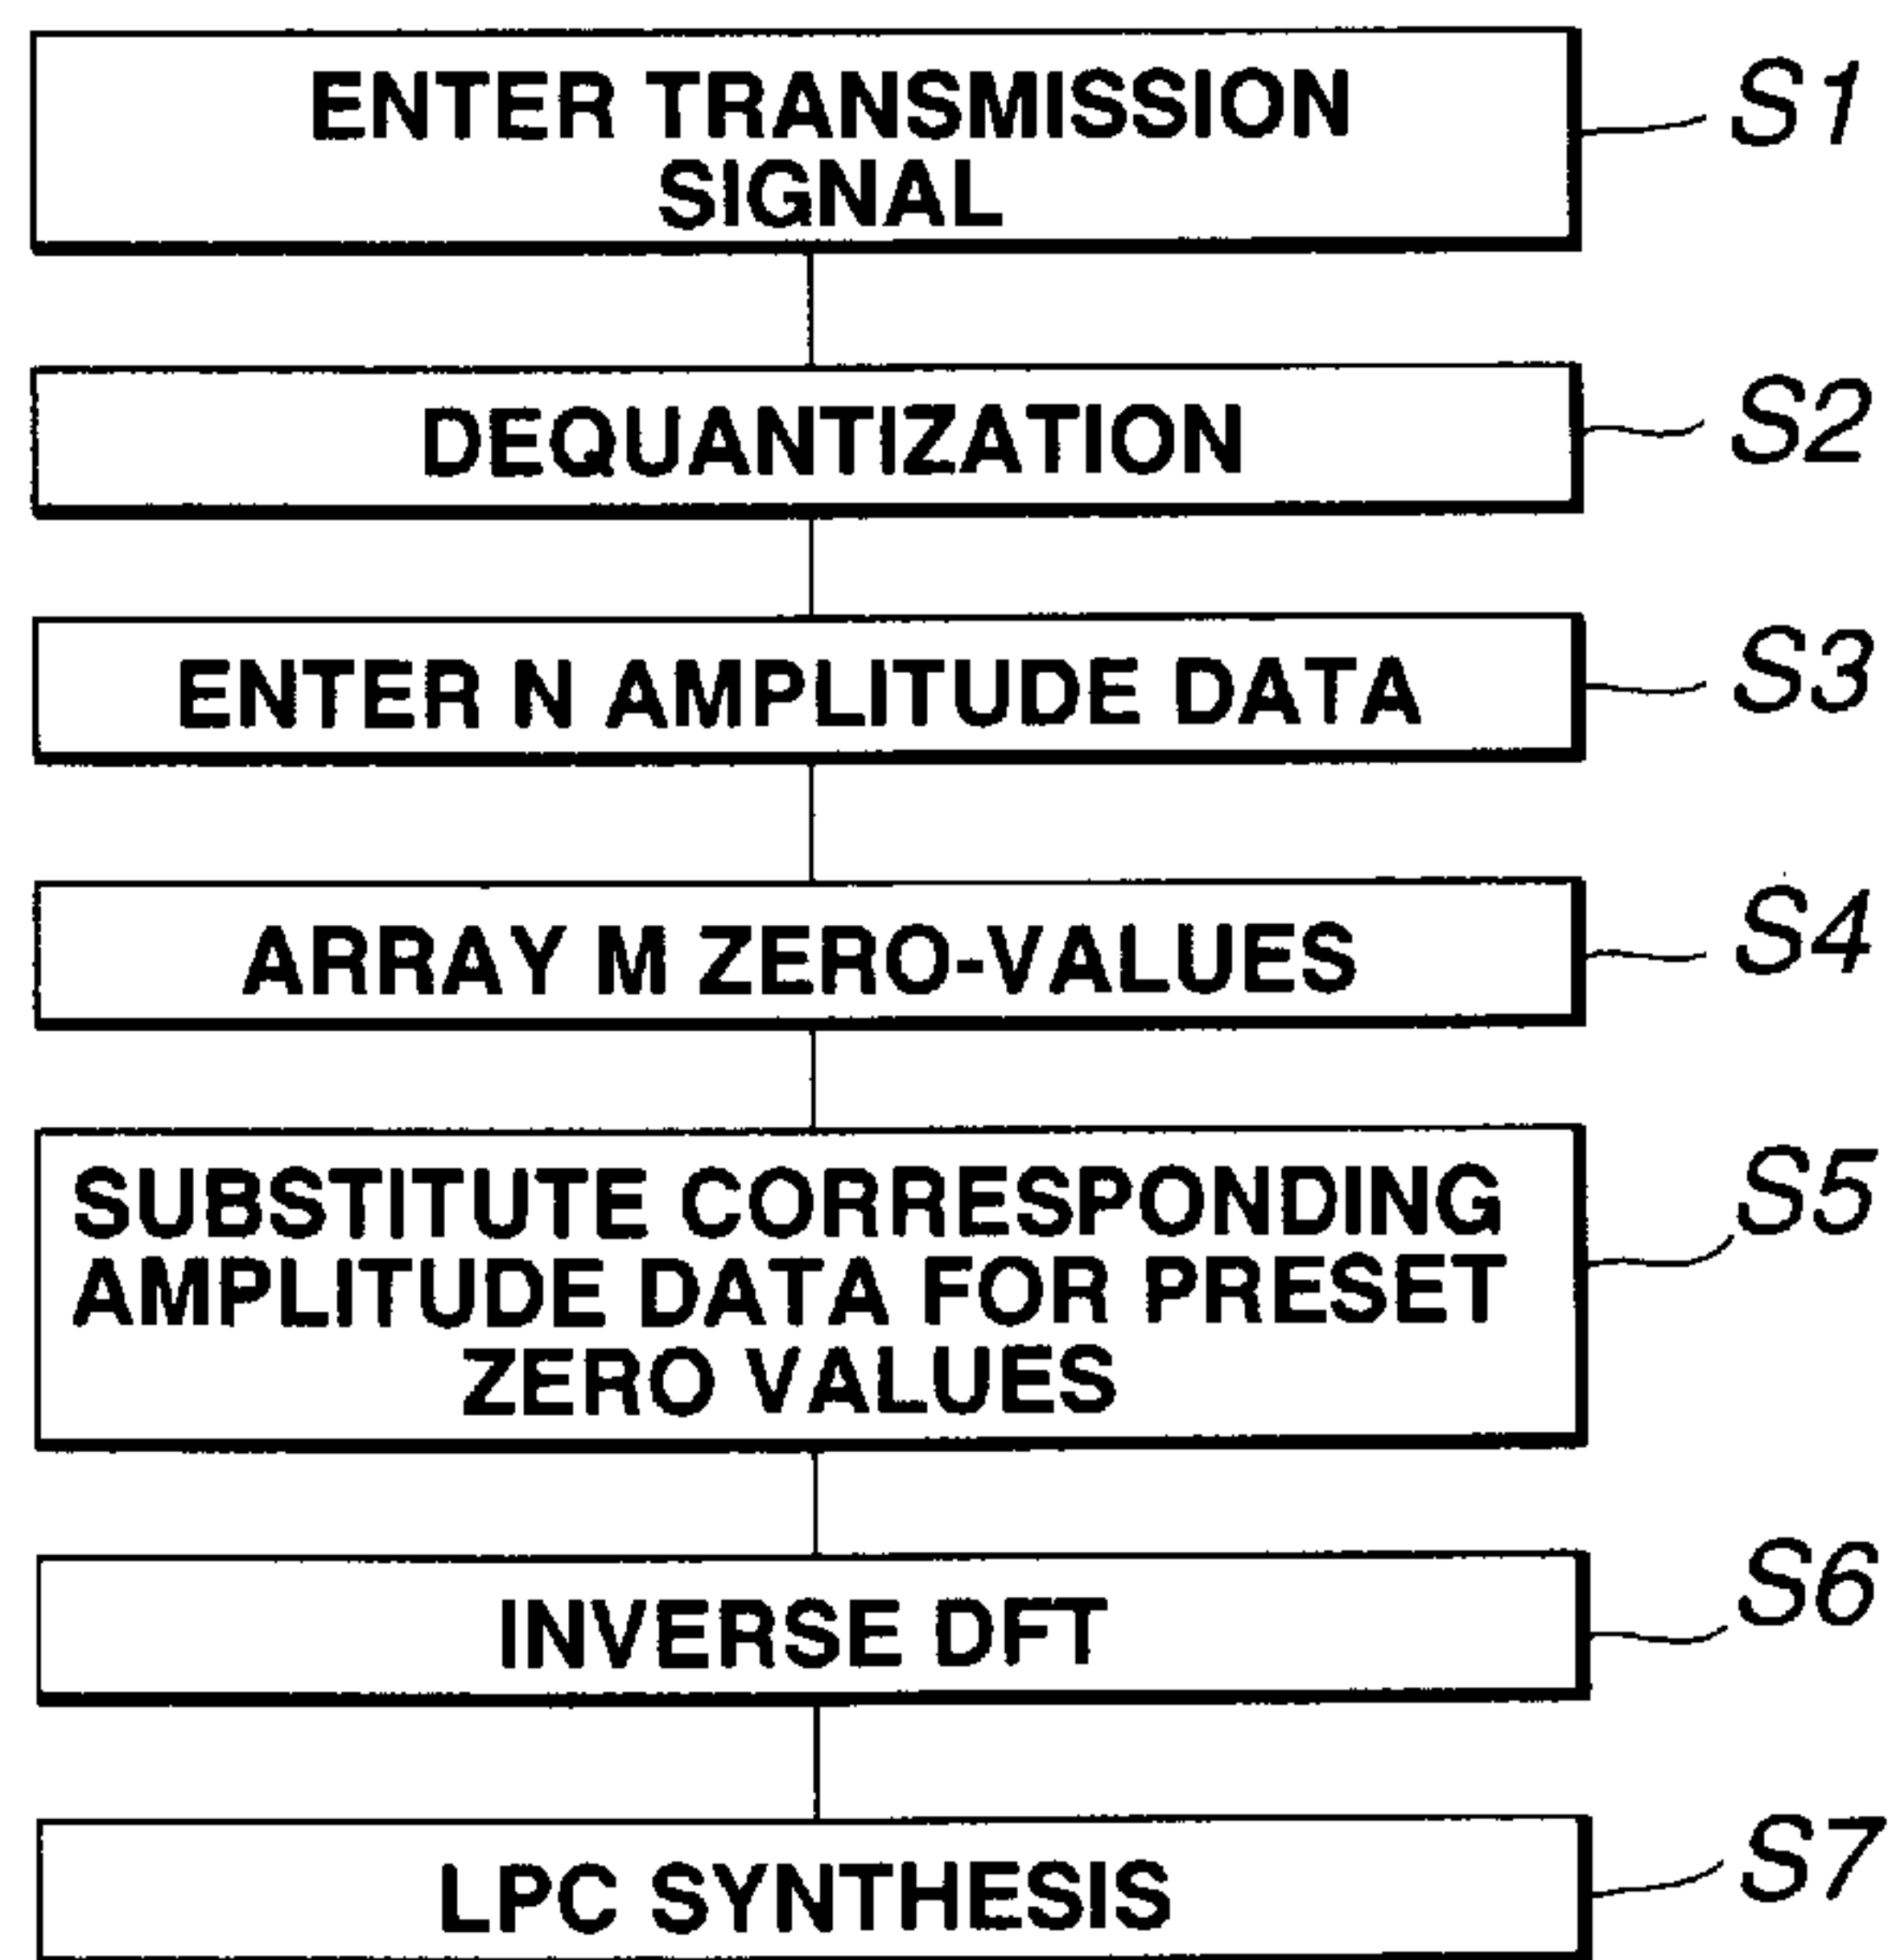 ENTER TRANSMISSION
SIGNAL
S1
DEQUANTIZATION
S2
ENTER N AMPLITUDE DATA
S3
ARRAY M ZERO-VALUES
S4
SUBSTITUTE CORRESPONDING
AMPLITUDE DATA FOR PRESET
ZERO VALUES
S5
INVERSE DFT
S6
LPC SYNTHESIS
S7